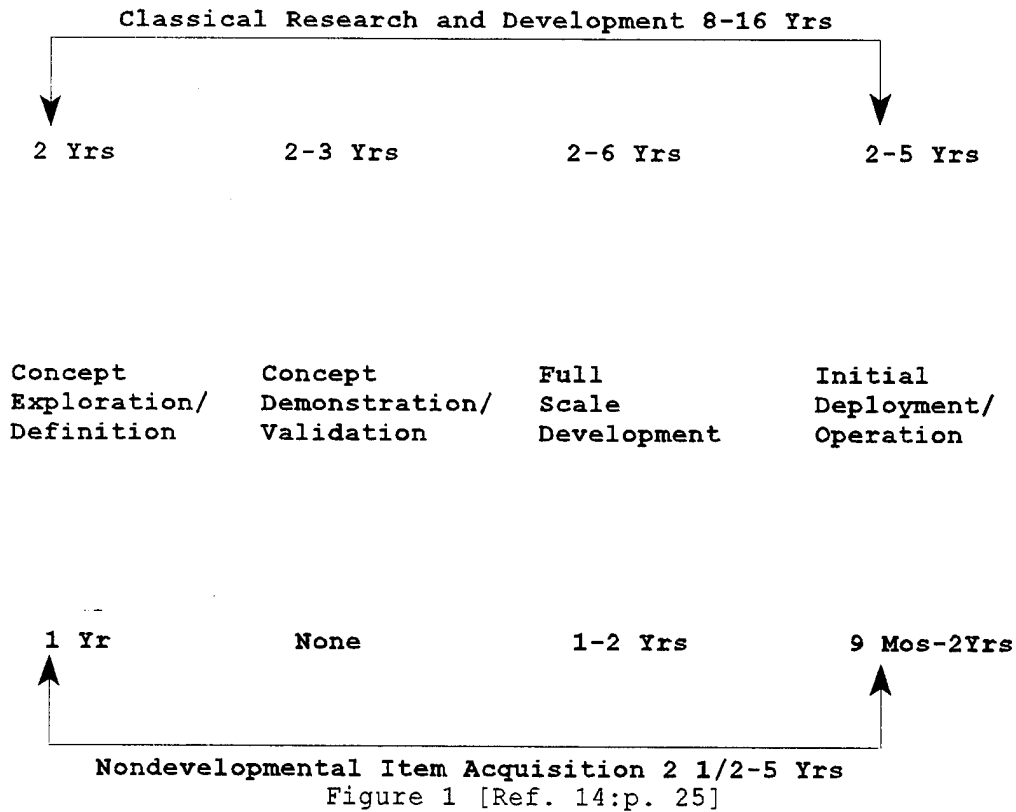 Classical Research and Development 8-16 Yrs
2 Yrs 2-3 Yrs 2-6 Yrs 2-5 Yrs
Concept Concept Full Initial
Exploration/ Demonstration/ Scale Deployment/
Definition Validation Development Operation
1 Yr None 1-2 Yrs 9 Mos-2Yrs
Nondevelopmental Item Acquisition 2 1/2-5 Yrs
Figure 1 [Ref. 14:p. 25]